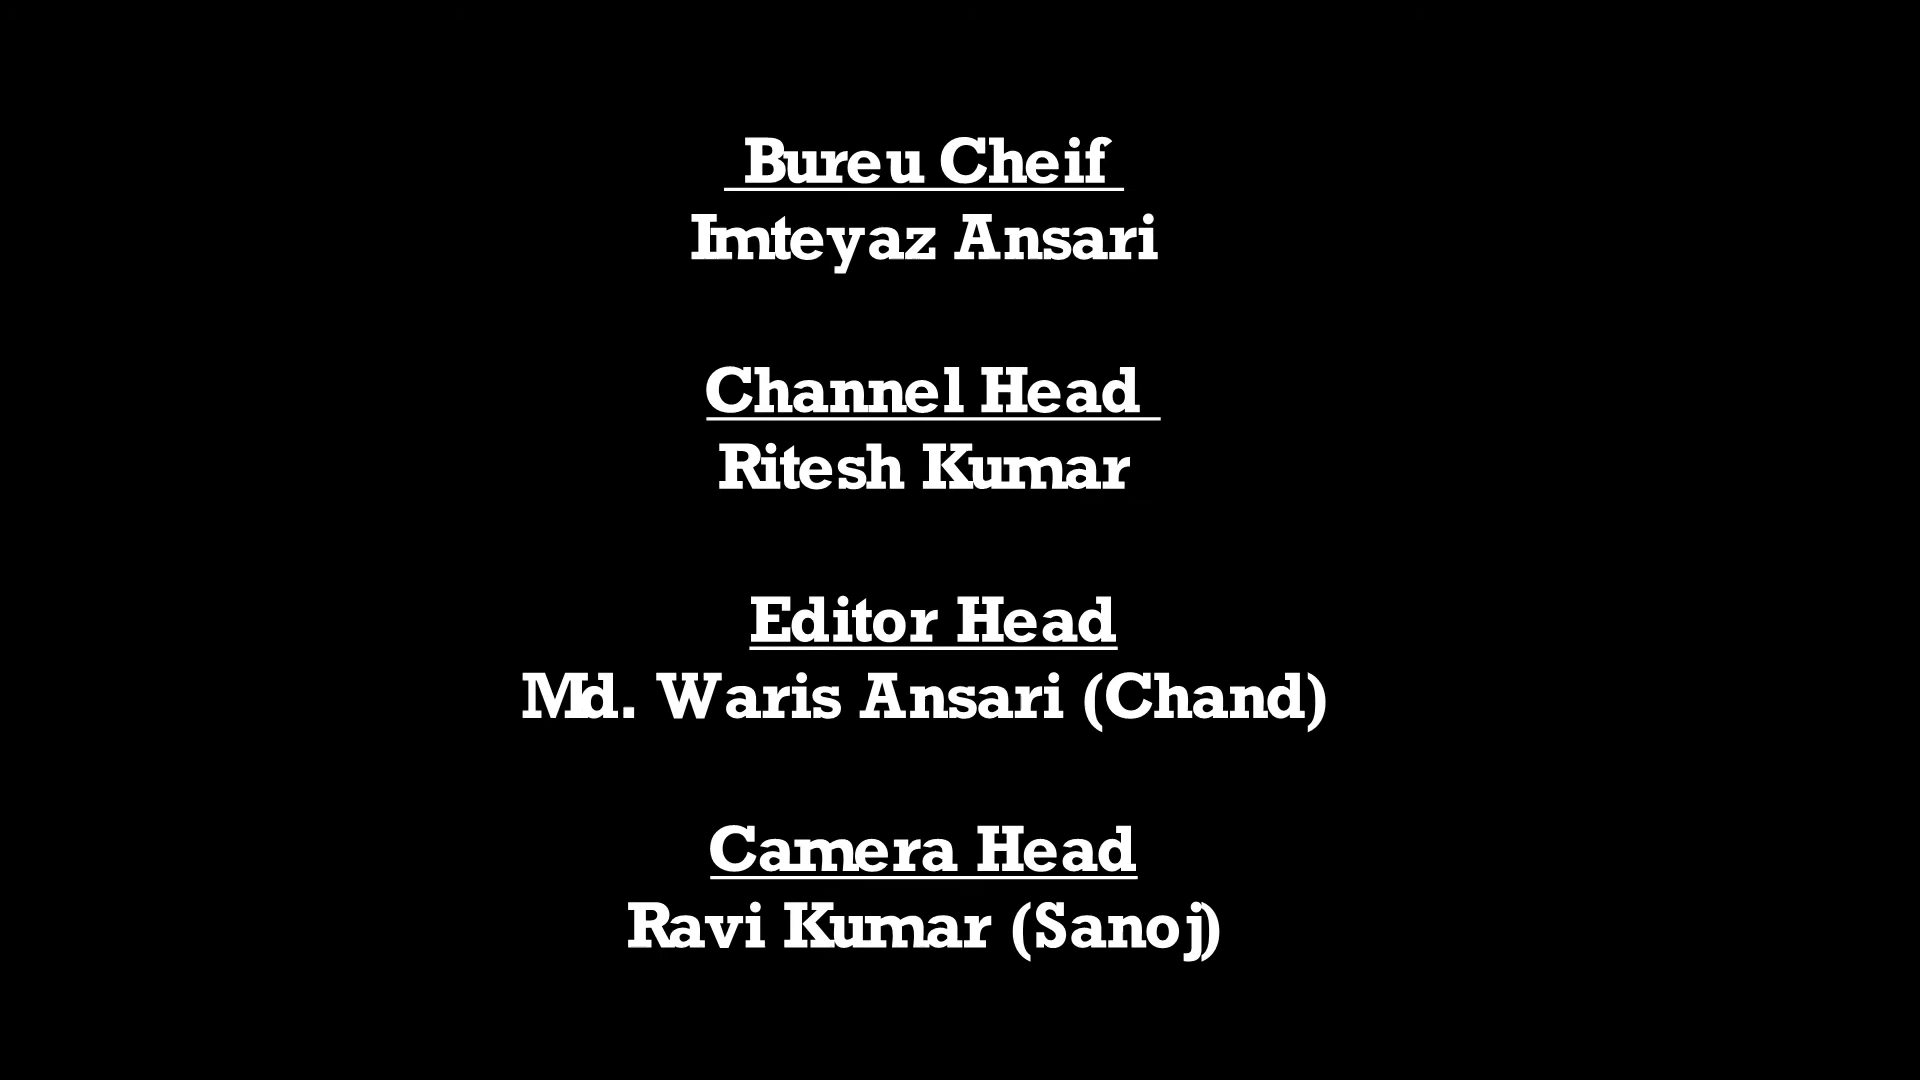 Bureu Cheif
Imteyaz Ansari
Channel Head
Ritesh Kumar
Editor Head
Md. Waris Ansari (Chand)
Camera Head
Ravi Kumar (Sanoj)